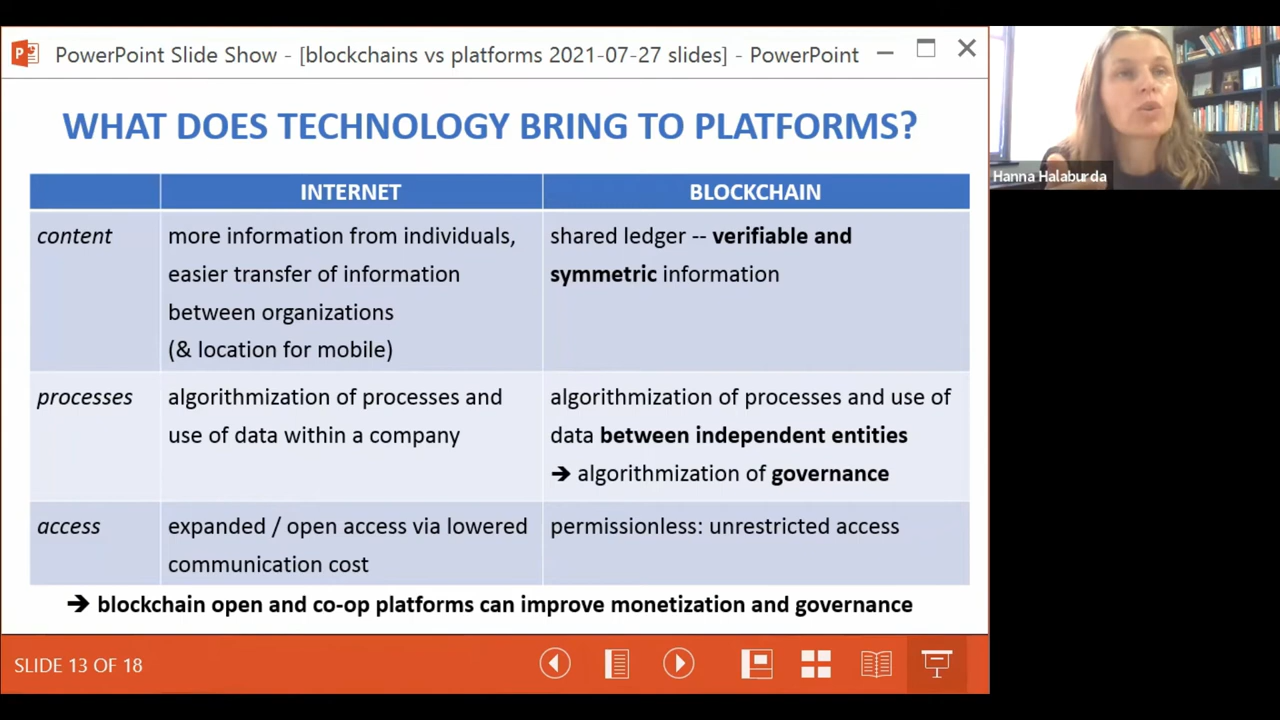 PowerPoint Slide Show - [blockchains vs platforms 2021-07-27 slides] - PowerPoint
WHAT DOES TECHNOLOGY BRING TO PLATFORMS?
INTERNET
BLOCKCHAIN
content
more information from individuals,
easier transfer of information
between organizations
(& location for mobile)
shared ledger -- verifiable and
symmetric information
processes
algorithmization of processes and
use of data within a company
algorithmization of processes and use of
data between independent entities
➔ algorithmization of governance
access
expanded / open access via lowered
communication cost
permissionless: unrestricted access
➔ blockchain open and co-op platforms can improve monetization and governance
SLIDE 13 OF 18
Hanna Halaburda